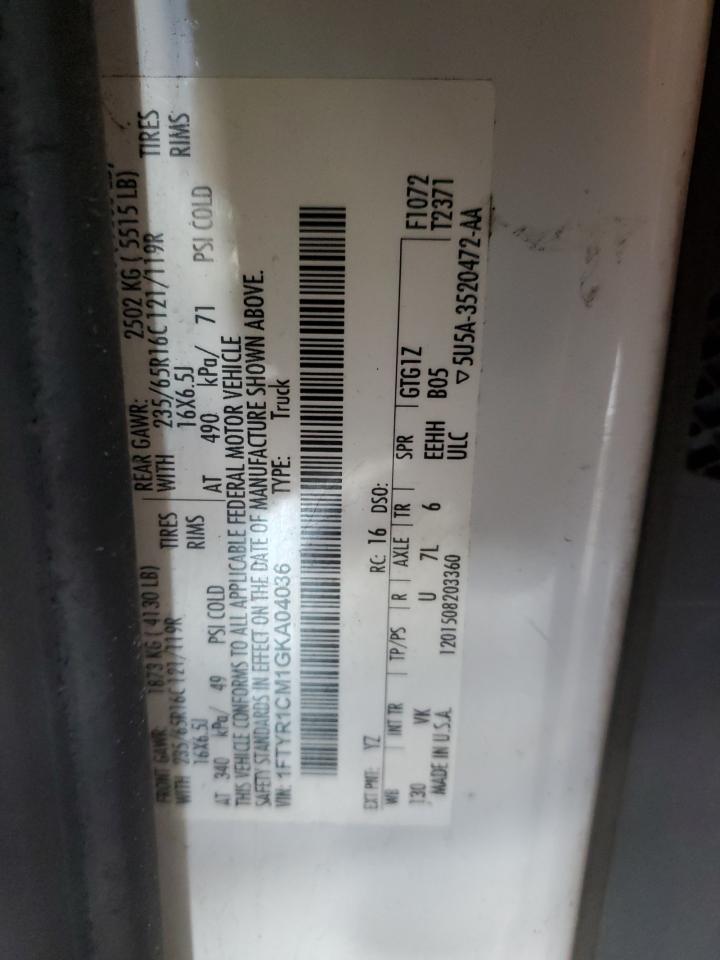 FRONT GAWR: 1873 KG ( 4130 LB) REAR GAWR: 2502 KG ( 5515 LB)
WITH 235/65R16C 121/119R TIRES WITH 235/65R16C 121/119R TIRES
16X6.5J RIMS 16X6.5J RIMS
AT 340 kPa/ 49 PSI COLD AT 490 kPa/ 71 PSI COLD
THIS VEHICLE CONFORMS TO ALL APPLICABLE FEDERAL MOTOR VEHICLE
SAFETY STANDARDS IN EFFECT ON THE DATE OF MANUFACTURE SHOWN ABOVE.
VIN: 1FTYR1CM1GKA04036 TYPE: Truck
EXT PNT: YZ RC: 16 DSO: F1072
WB INT TR TP/PS R AXLE TR SPR GTG1Z T2371
130 VK U 7L 6 EEHH B05
MADE IN U.S.A. 1201508203360 ULC ▽5U5A-3520472-AA